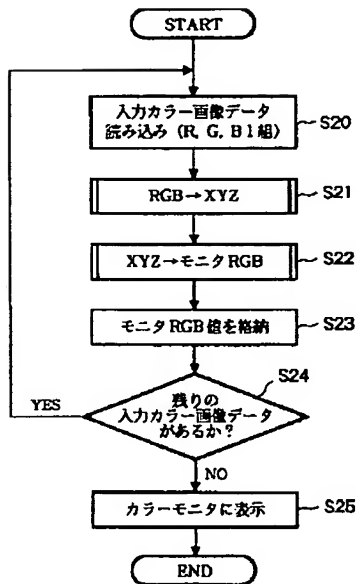 START
入力カラー画像データ
読み込み（R, G, B1組）
S20
RGB→XYZ
S21
XYZ→モニタRGB
S22
モニタRGB値を格納
S23
S24
残りの
入力カラー画像データ
があるか？
YES
NO
カラーモニタに表示
S25
END